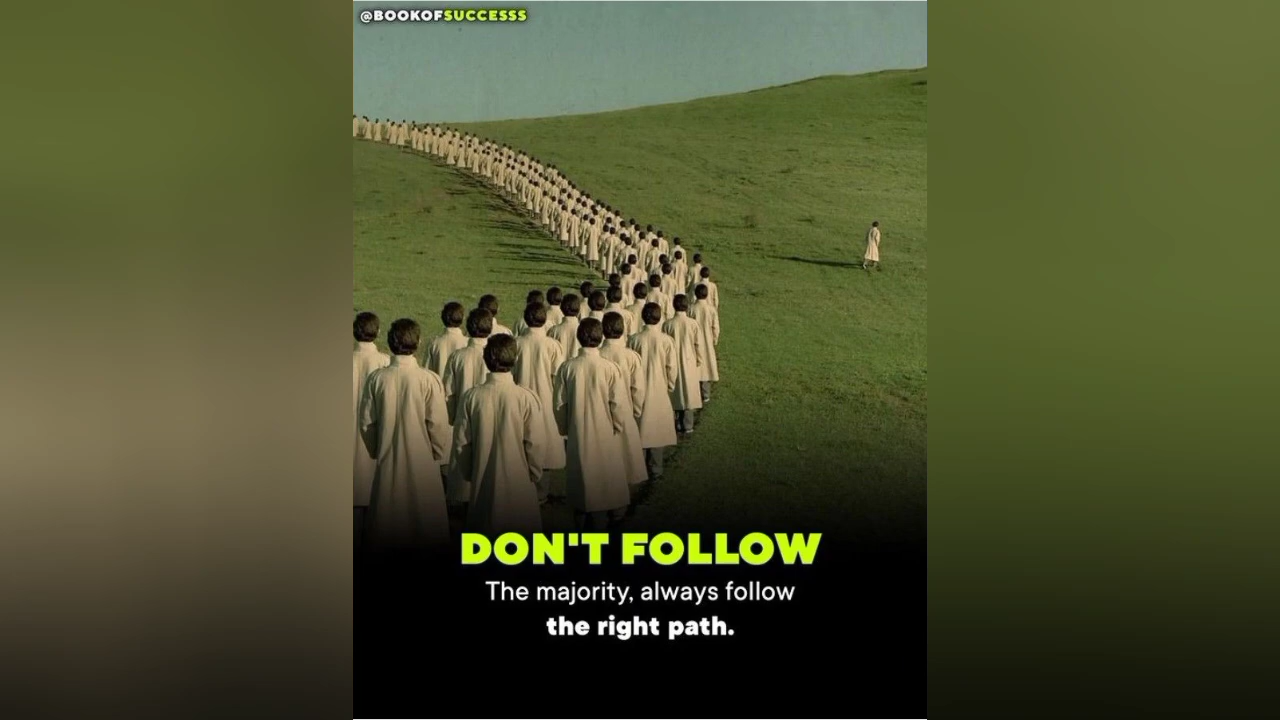 @BOOKOFSUCCESSS
DON'T FOLLOW
The majority, always follow
the right path.